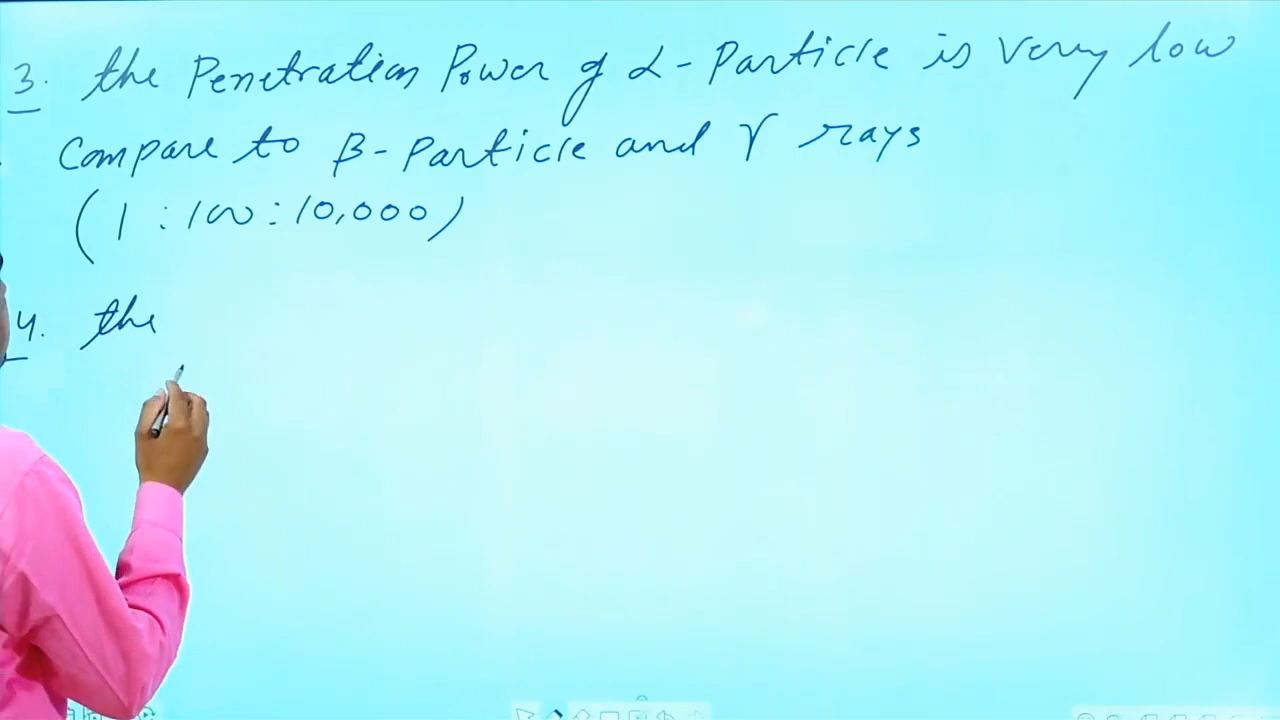 3. the Penetration Power of α-Particle is very low
Compare to β-Particle and γ rays
(1:100:10,000)
4. the